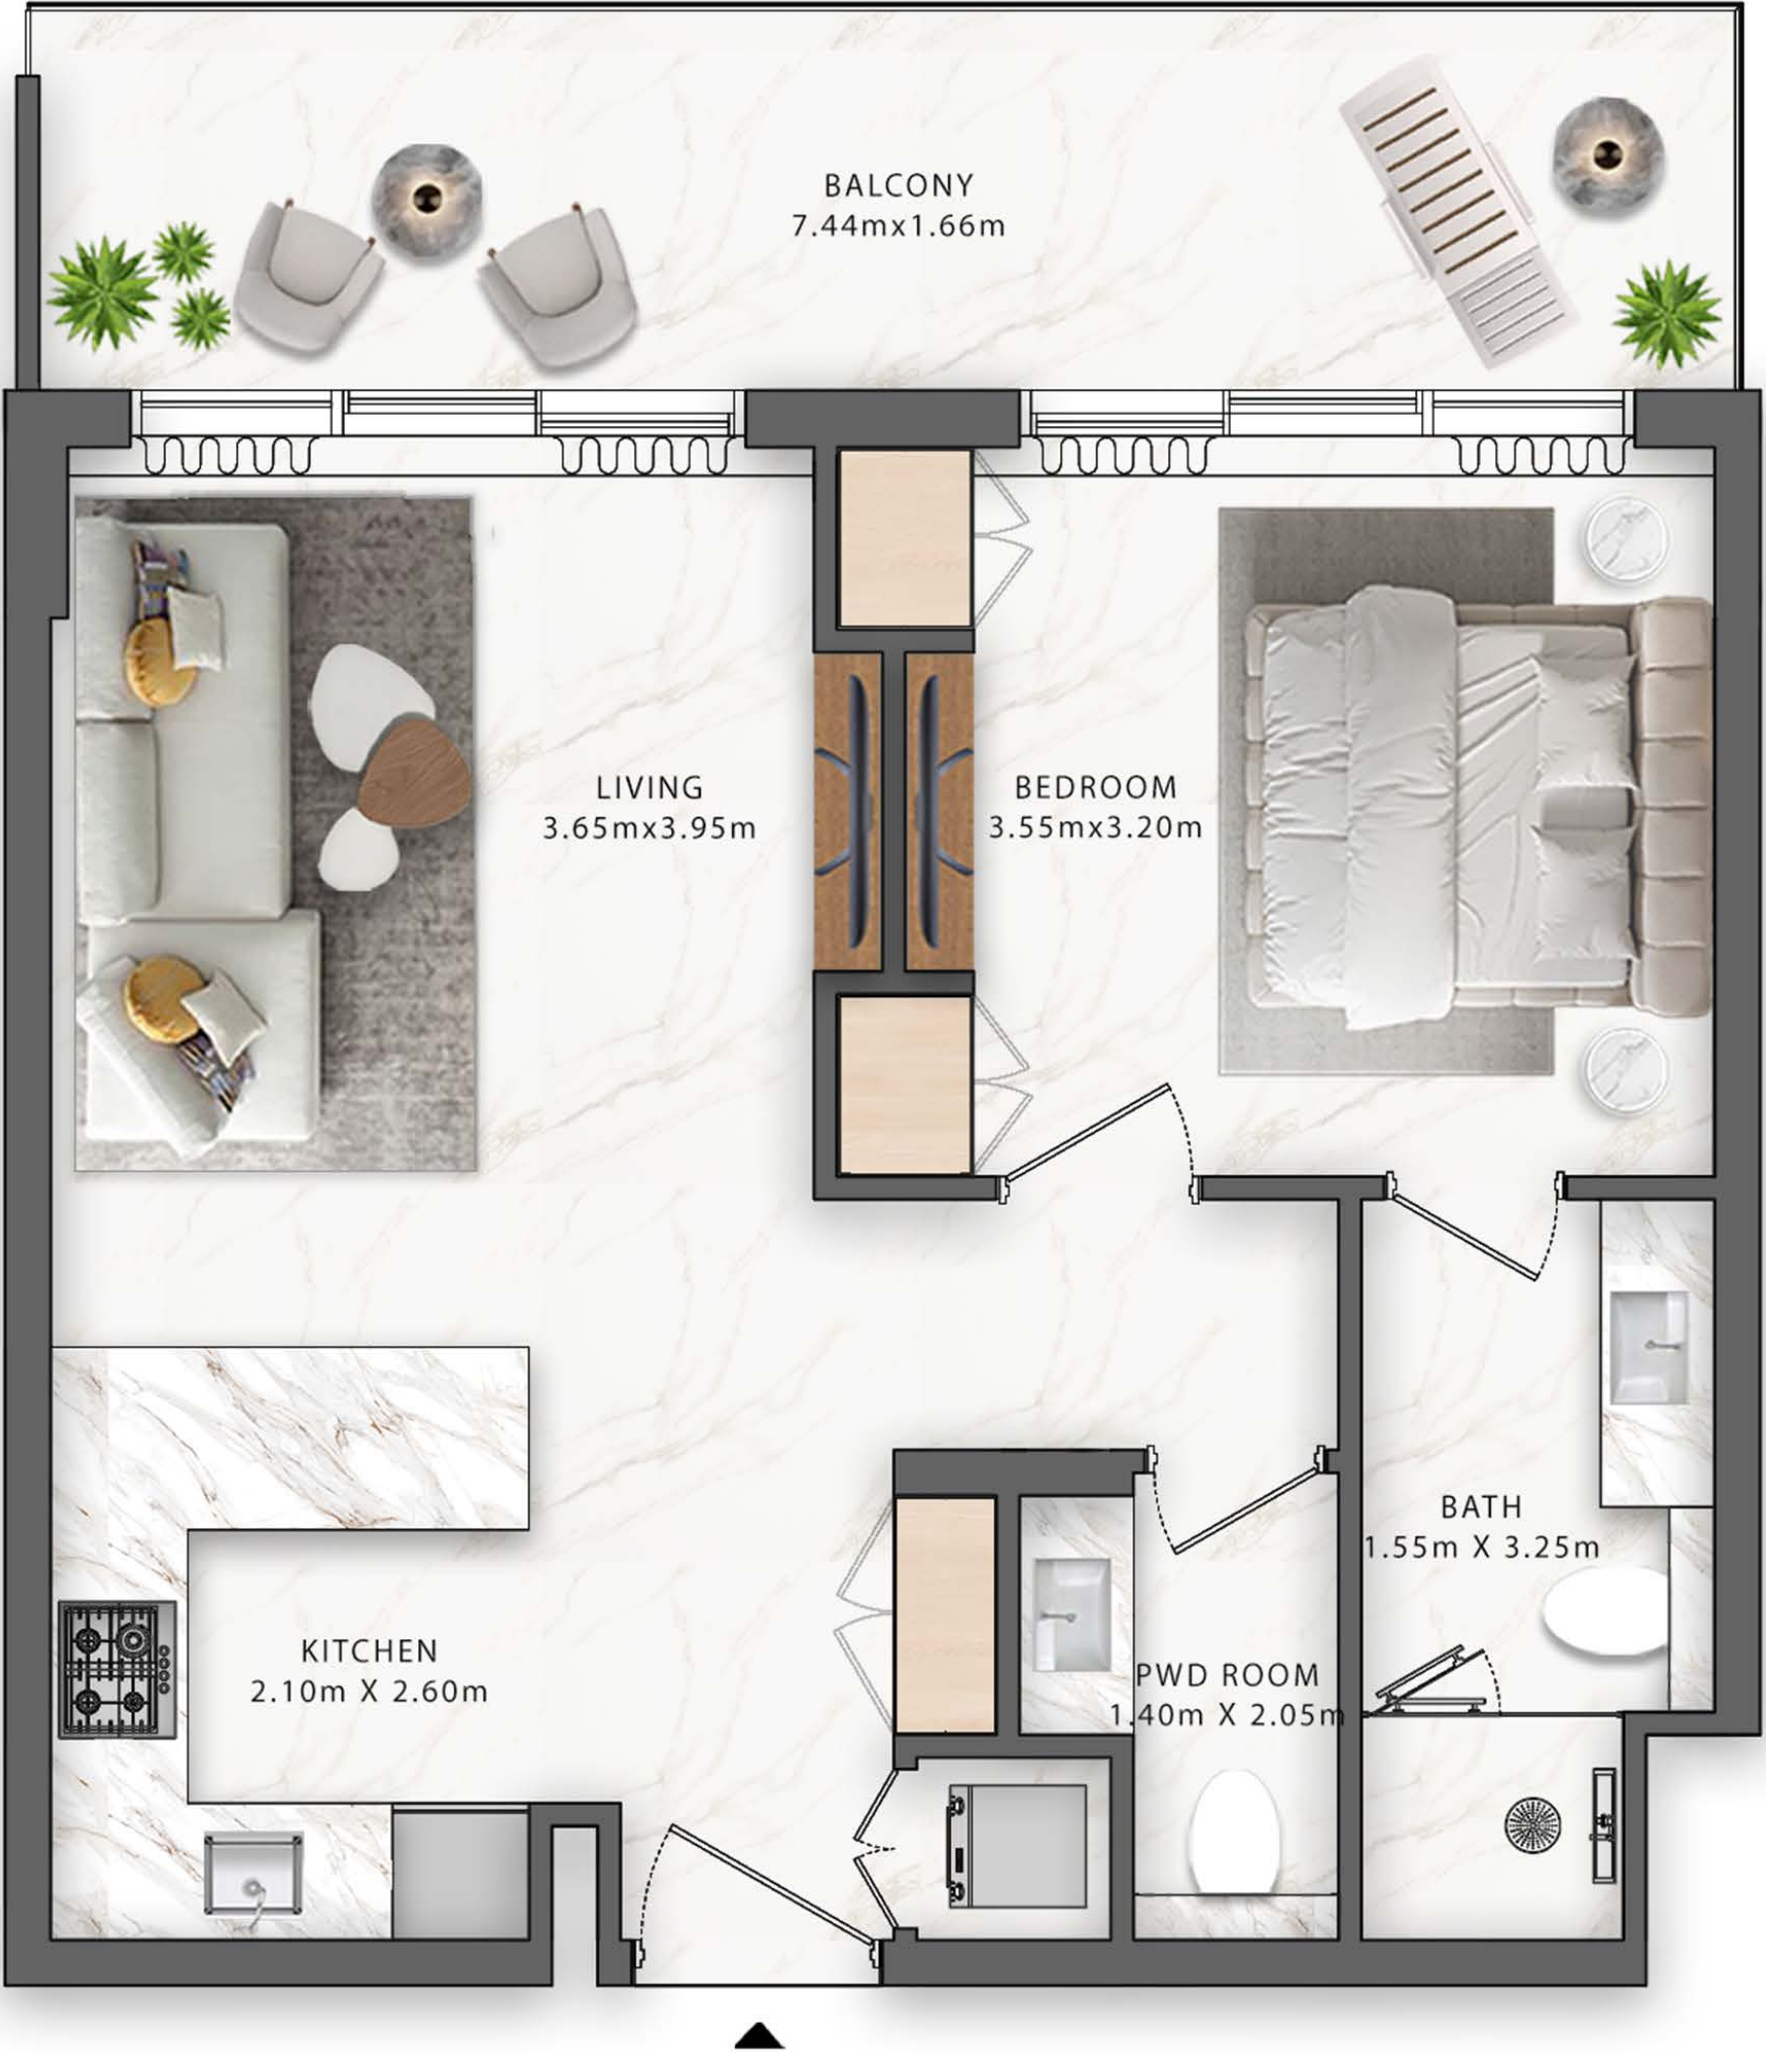 BALCONY
7.44mx1.66m
LIVING
3.65mx3.95m
BEDROOM
3.55mx3.20m
BATH
1.55m X 3.25m
KITCHEN
2.10m X 2.60m
PWD ROOM
1.40m X 2.05m